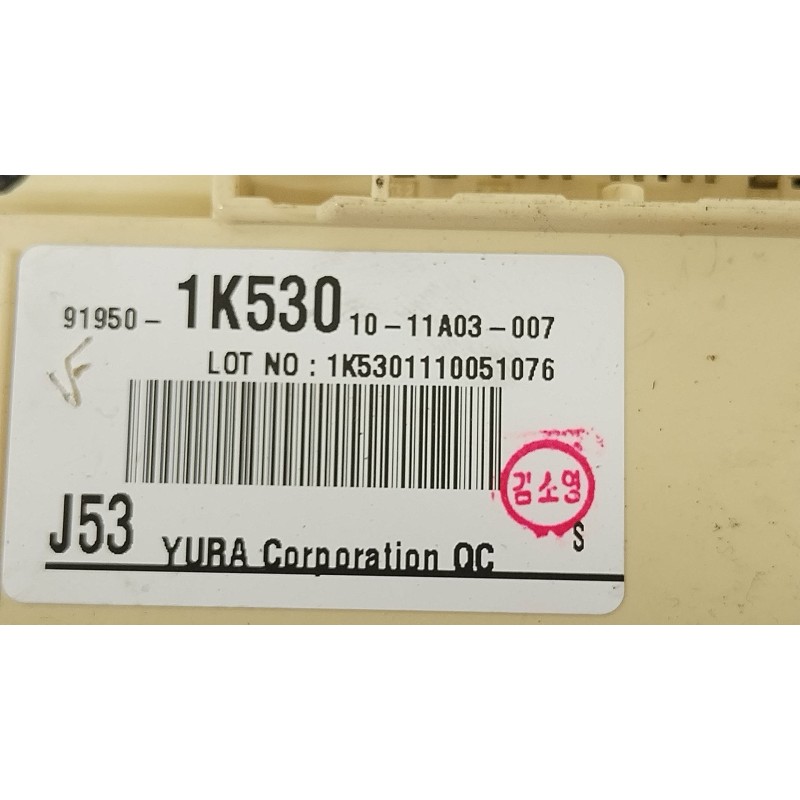 91950- 1K530 10-11A03-007
LOT NO : 1K5301110051076
J53 YURA Corporation QC S
김소영